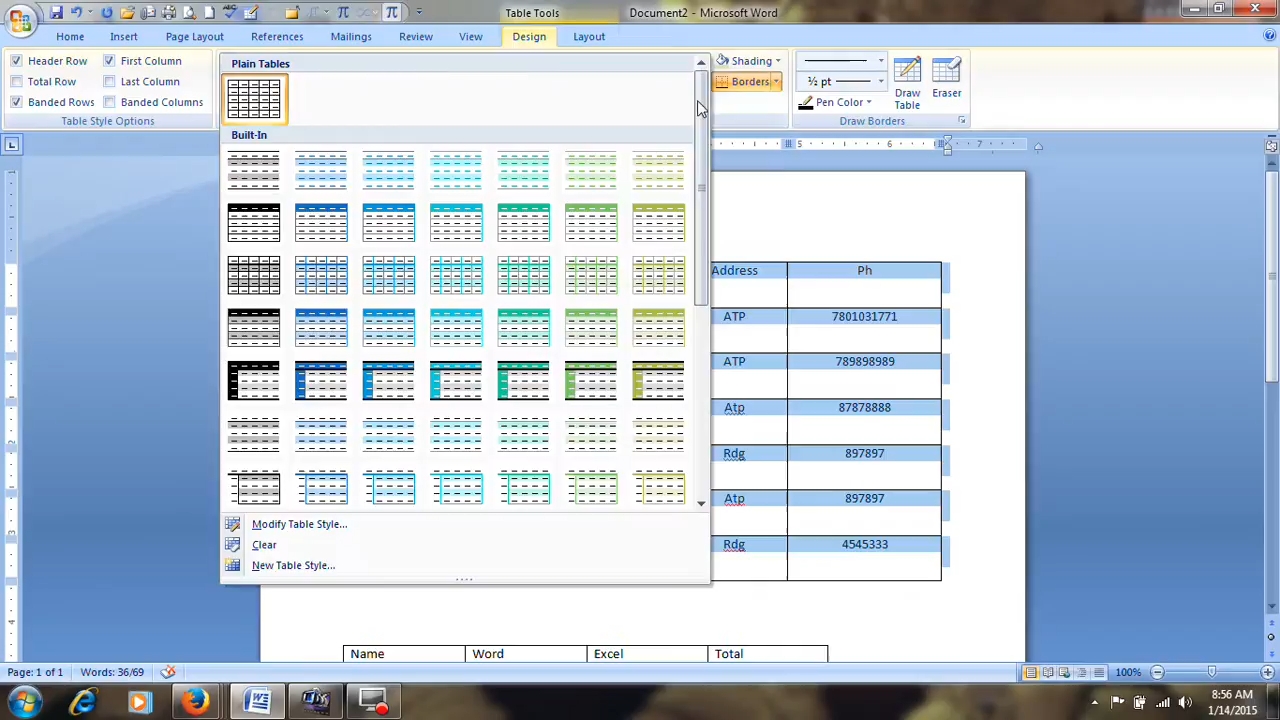 Table Tools
Document2 - Microsoft Word
Home Insert Page Layout References Mailings Review View Design Layout
Header Row
First Column
Total Row
Last Column
Banded Rows
Banded Columns
Table Style Options
Plain Tables
Built-In
Modify Table Style...
Clear
New Table Style...
Shading
Borders
½ pt
Pen Color
Draw Table
Eraser
Draw Borders
5 6 7
Address Ph
ATP 7801031771
ATP 789898989
Atp 87878888
Rdg 897897
Atp 897897
Rdg 4545333
Name Word Excel Total
Page: 1 of 1 Words: 36/69 100%
8:56 AM
1/14/2015